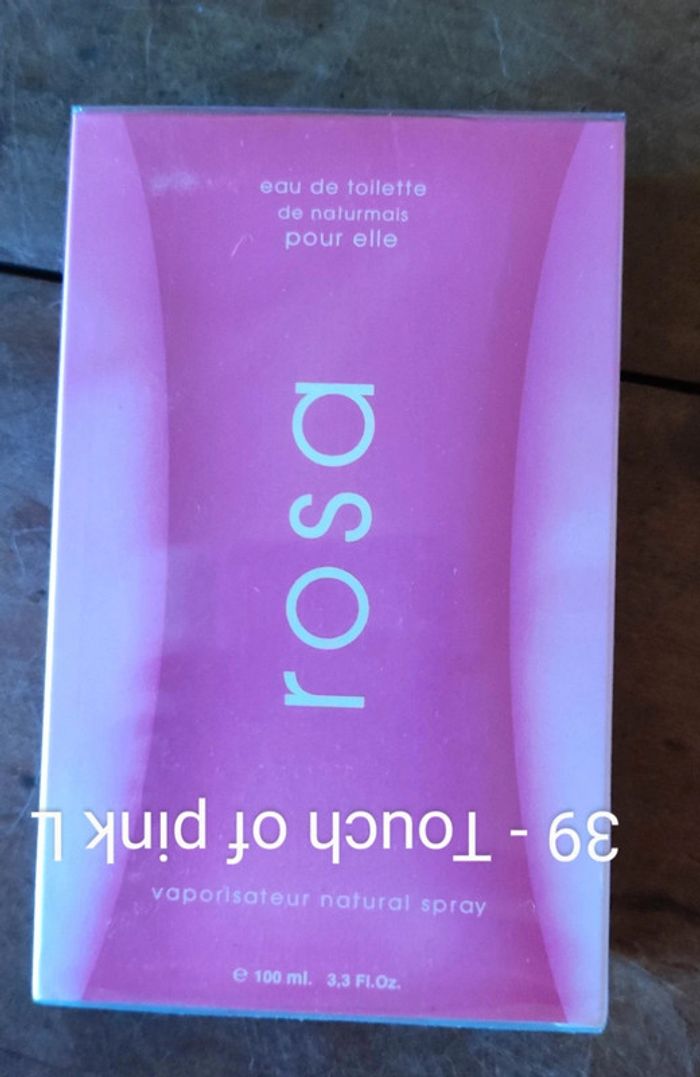 eau de toilette
de naturmais
pour elle
rosa
39 - Touch of pink L
vaporisateur natural spray
e 100 ml. 3,3 Fl.Oz.